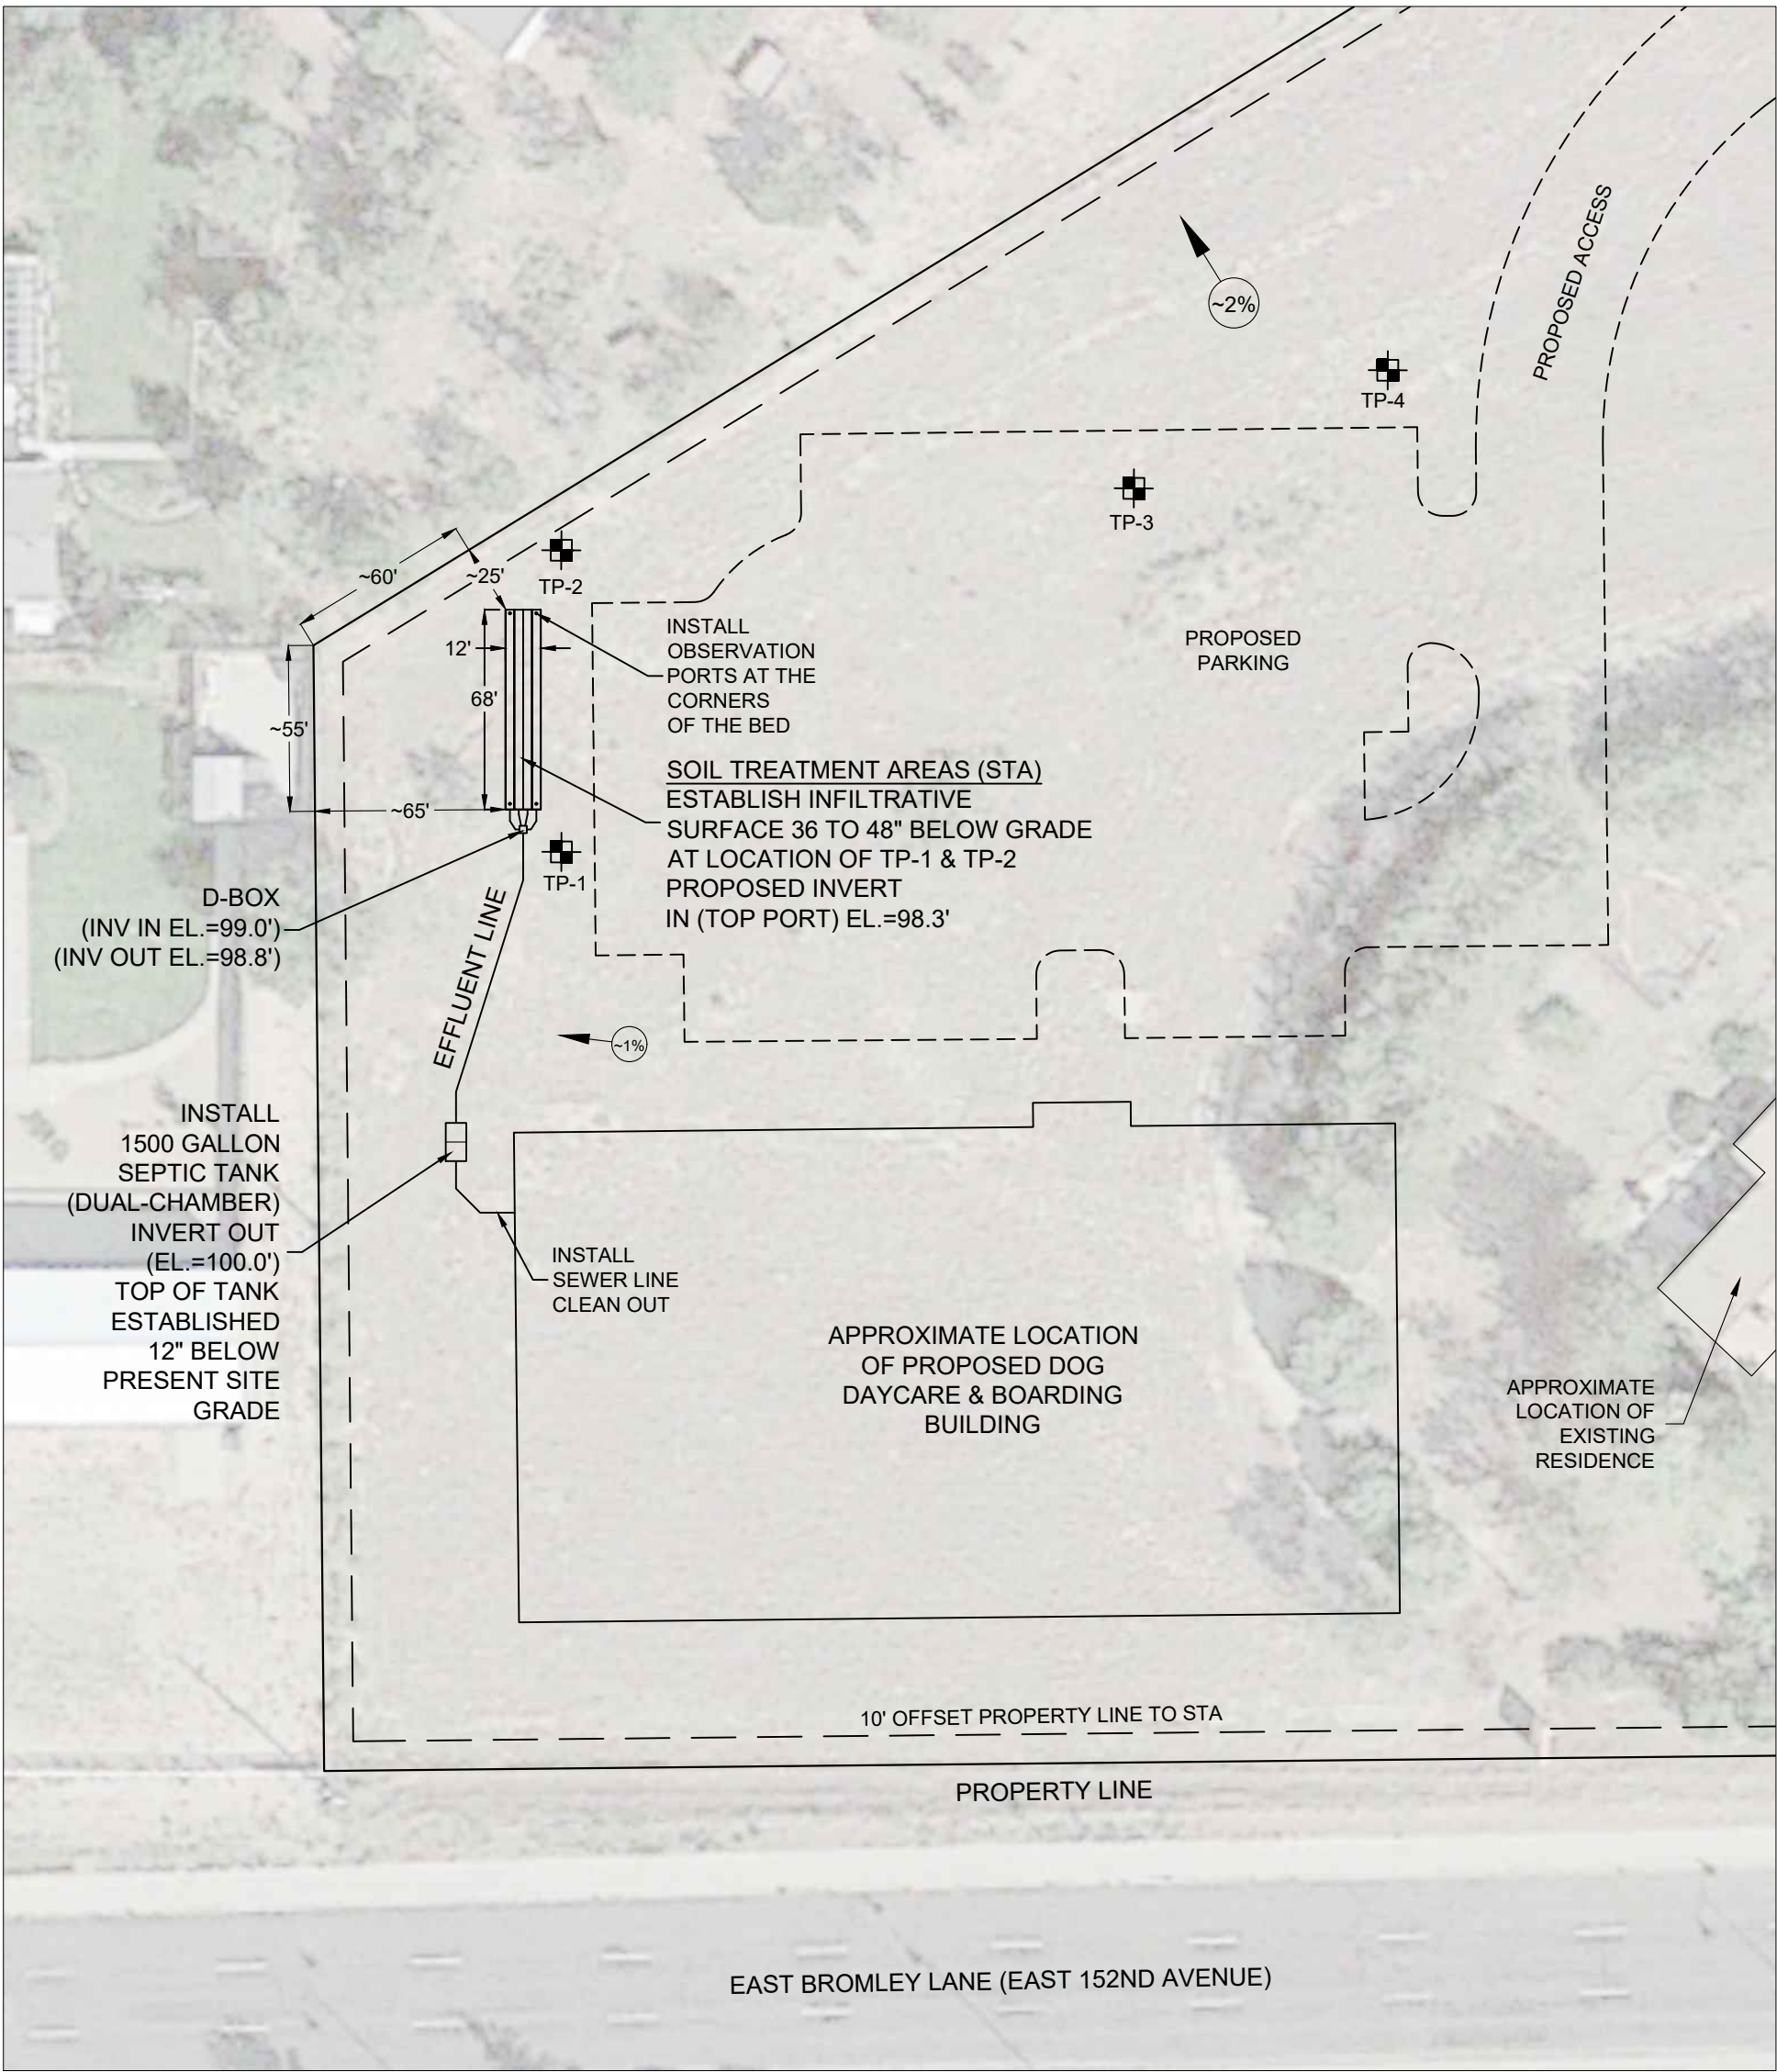 ~2%
PROPOSED ACCESS
TP-4
TP-3
~60'
~25'
TP-2
12'
68'
~55'
~65'
INSTALL
OBSERVATION
PORTS AT THE
CORNERS
OF THE BED
PROPOSED
PARKING
SOIL TREATMENT AREAS (STA)
ESTABLISH INFILTRATIVE
SURFACE 36 TO 48" BELOW GRADE
AT LOCATION OF TP-1 & TP-2
PROPOSED INVERT
IN (TOP PORT) EL.=98.3'
TP-1
D-BOX
(INV IN EL.=99.0')
(INV OUT EL.=98.8')
EFFLUENT LINE
~1%
INSTALL
1500 GALLON
SEPTIC TANK
(DUAL-CHAMBER)
INVERT OUT
(EL.=100.0')
TOP OF TANK
ESTABLISHED
12" BELOW
PRESENT SITE
GRADE
INSTALL
SEWER LINE
CLEAN OUT
APPROXIMATE LOCATION
OF PROPOSED DOG
DAYCARE & BOARDING
BUILDING
APPROXIMATE
LOCATION OF
EXISTING
RESIDENCE
10' OFFSET PROPERTY LINE TO STA
PROPERTY LINE
EAST BROMLEY LANE (EAST 152ND AVENUE)